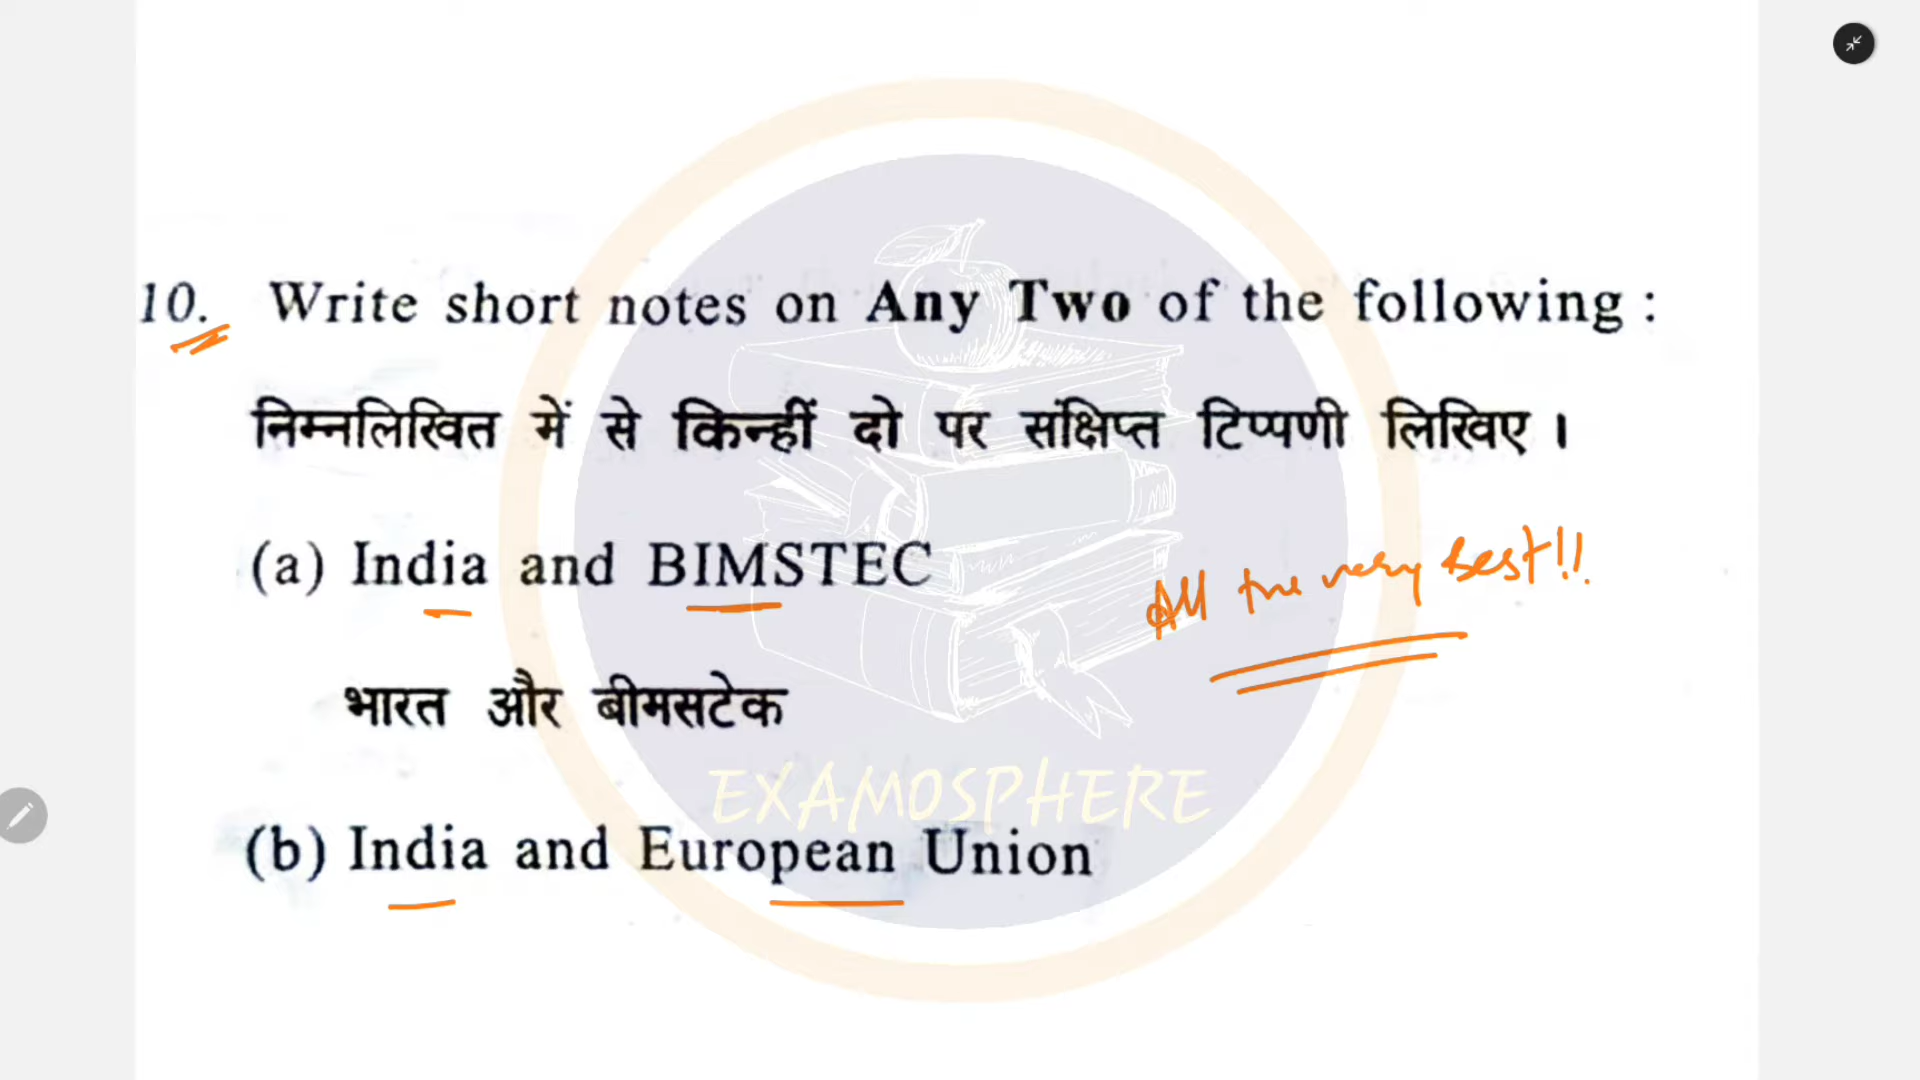 10. Write short notes on Any Two of the following :
निम्नलिखित में से किन्हीं दो पर संक्षिप्त टिप्पणी लिखिए ।
(a) India and BIMSTEC
All the very Best!!
भारत और बीमसटेक
EXAMOSPHERE
(b) India and European Union